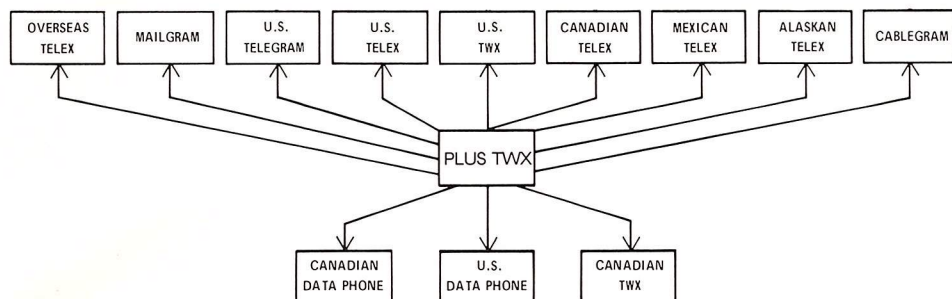 OVERSEAS
TELEX
MAILGRAM
U.S.
TELEGRAM
U.S.
TELEX
U.S.
TWX
CANADIAN
TELEX
MEXICAN
TELEX
ALASKAN
TELEX
CABLEGRAM
PLUS TWX
CANADIAN
DATA PHONE
U.S.
DATA PHONE
CANADIAN
TWX